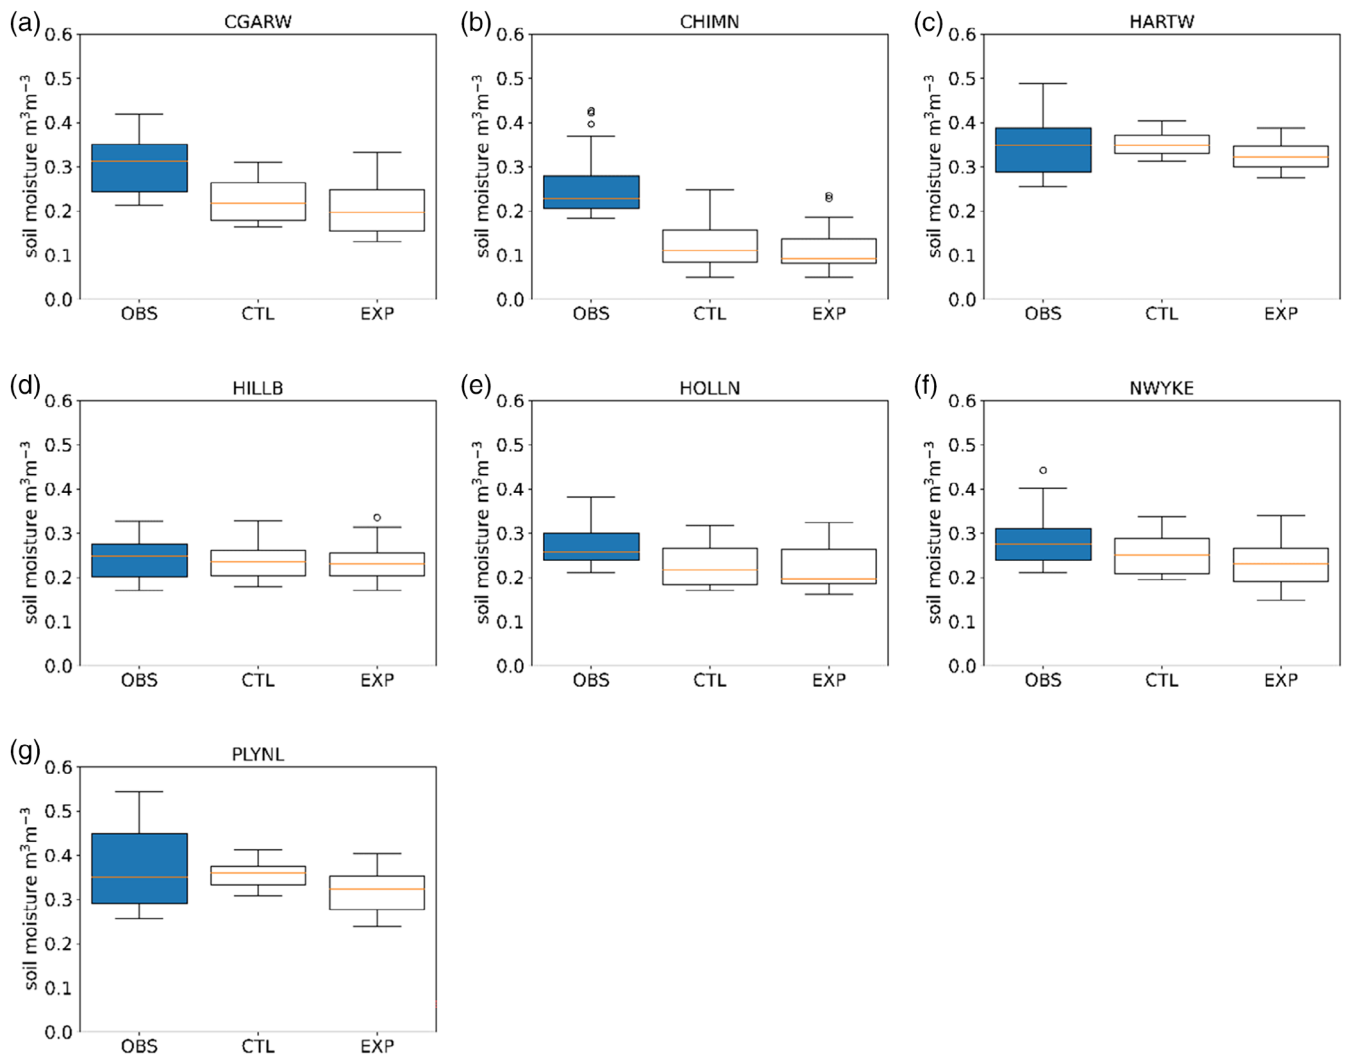 (a) CGARW
soil moisture m³m⁻³
0.6
0.5
0.4
0.3
0.2
0.1
0.0
OBS CTL EXP
(b) CHIMN
soil moisture m³m⁻³
0.6
0.5
0.4
0.3
0.2
0.1
0.0
OBS CTL EXP
(c) HARTW
soil moisture m³m⁻³
0.6
0.5
0.4
0.3
0.2
0.1
0.0
OBS CTL EXP
(d) HILLB
soil moisture m³m⁻³
0.6
0.5
0.4
0.3
0.2
0.1
0.0
OBS CTL EXP
(e) HOLLN
soil moisture m³m⁻³
0.6
0.5
0.4
0.3
0.2
0.1
0.0
OBS CTL EXP
(f) NWYKE
soil moisture m³m⁻³
0.6
0.5
0.4
0.3
0.2
0.1
0.0
OBS CTL EXP
(g) PLYNL
soil moisture m³m⁻³
0.6
0.5
0.4
0.3
0.2
0.1
0.0
OBS CTL EXP